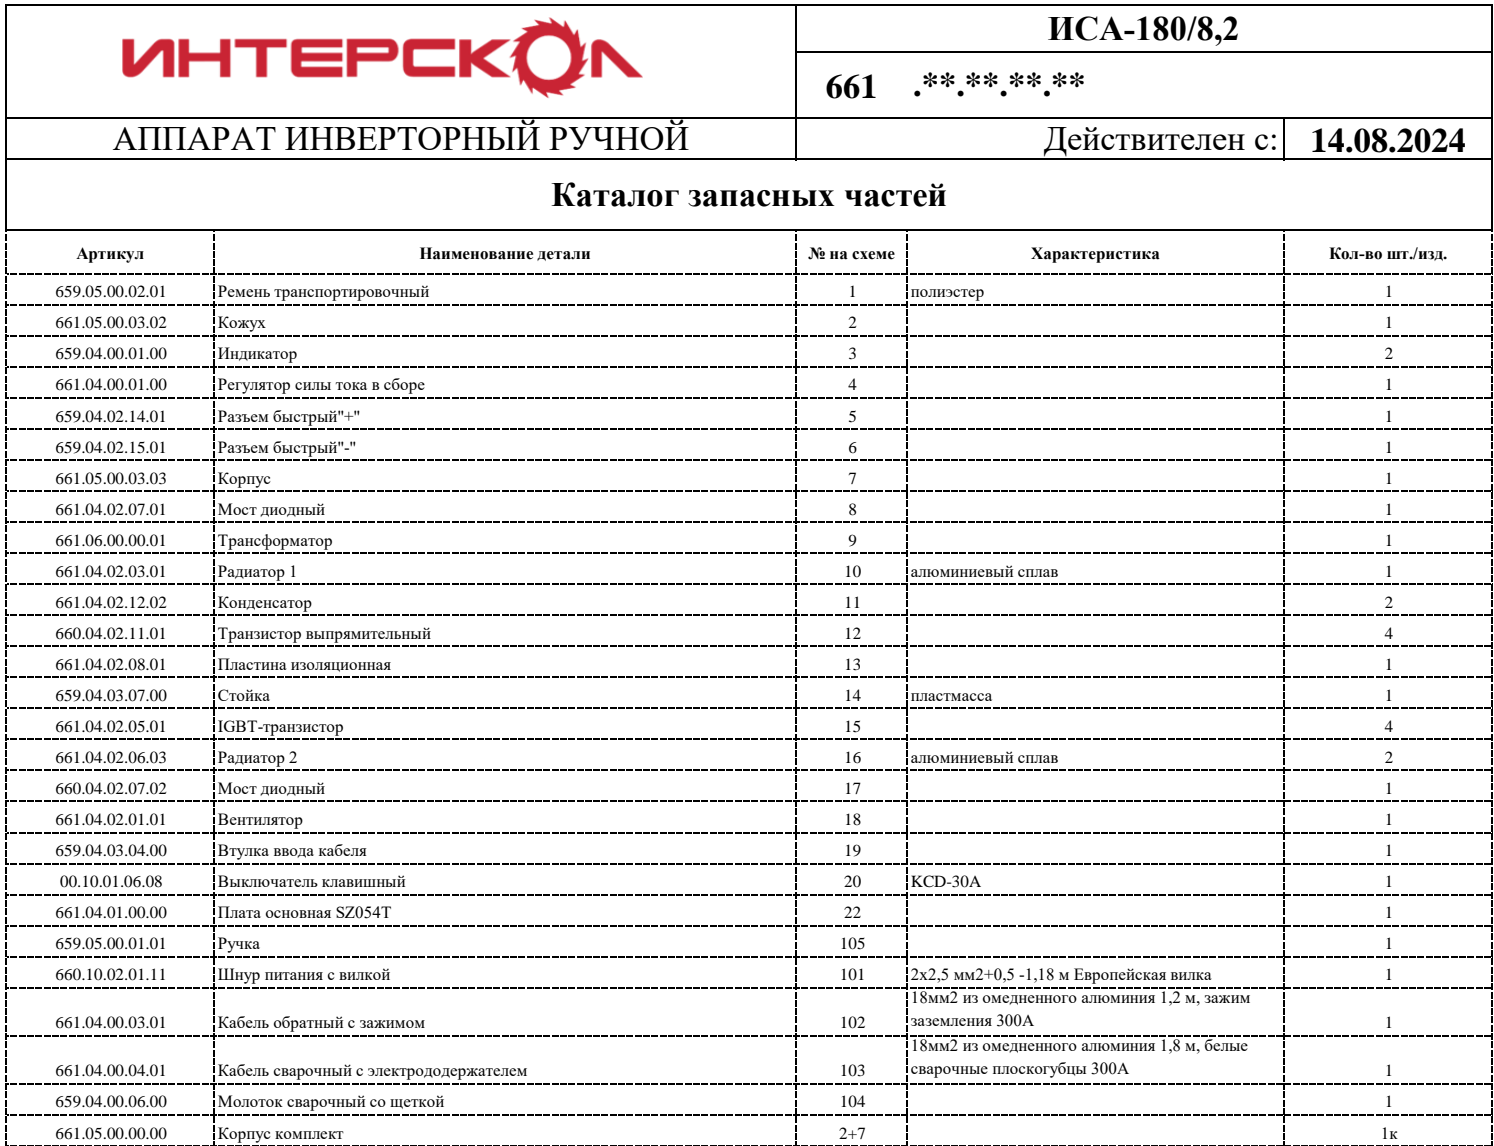 ИНТЕРСКОЛ
ИСА-180/8,2
661 .**.**.**.**
АППАРАТ ИНВЕРТОРНЫЙ РУЧНОЙ Действителен с: 14.08.2024
Каталог запасных частей
Артикул Наименование детали № на схеме Характеристика Кол-во шт./изд.
659.05.00.02.01 Ремень транспортировочный 1 полиэстер 1
661.05.00.03.02 Кожух 2 1
659.04.00.01.00 Индикатор 3 2
661.04.00.01.00 Регулятор силы тока в сборе 4 1
659.04.02.14.01 Разъем быстрый"+" 5 1
659.04.02.15.01 Разъем быстрый"-" 6 1
661.05.00.03.03 Корпус 7 1
661.04.02.07.01 Мост диодный 8 1
661.06.00.00.01 Трансформатор 9 1
661.04.02.03.01 Радиатор 1 10 алюминиевый сплав 1
661.04.02.12.02 Конденсатор 11 2
660.04.02.11.01 Транзистор выпрямительный 12 4
661.04.02.08.01 Пластина изоляционная 13 1
659.04.03.07.00 Стойка 14 пластмасса 1
661.04.02.05.01 IGBT-транзистор 15 4
661.04.02.06.03 Радиатор 2 16 алюминиевый сплав 2
660.04.02.07.02 Мост диодный 17 1
661.04.02.01.01 Вентилятор 18 1
659.04.03.04.00 Втулка ввода кабеля 19 1
00.10.01.06.08 Выключатель клавишный 20 KCD-30A 1
661.04.01.00.00 Плата основная SZ054T 22 1
659.05.00.01.01 Ручка 105 1
660.10.02.01.11 Шнур питания с вилкой 101 2х2,5 мм2+0,5 -1,18 м Европейская вилка 1
18мм2 из омедненного алюминия 1,2 м, зажим
661.04.00.03.01 Кабель обратный с зажимом 102 заземления 300А 1
18мм2 из омедненного алюминия 1,8 м, белые
661.04.00.04.01 Кабель сварочный с электрододержателем 103 сварочные плоскогубцы 300А 1
659.04.00.06.00 Молоток сварочный со щеткой 104 1
661.05.00.00.00 Корпус комплект 2+7 1к